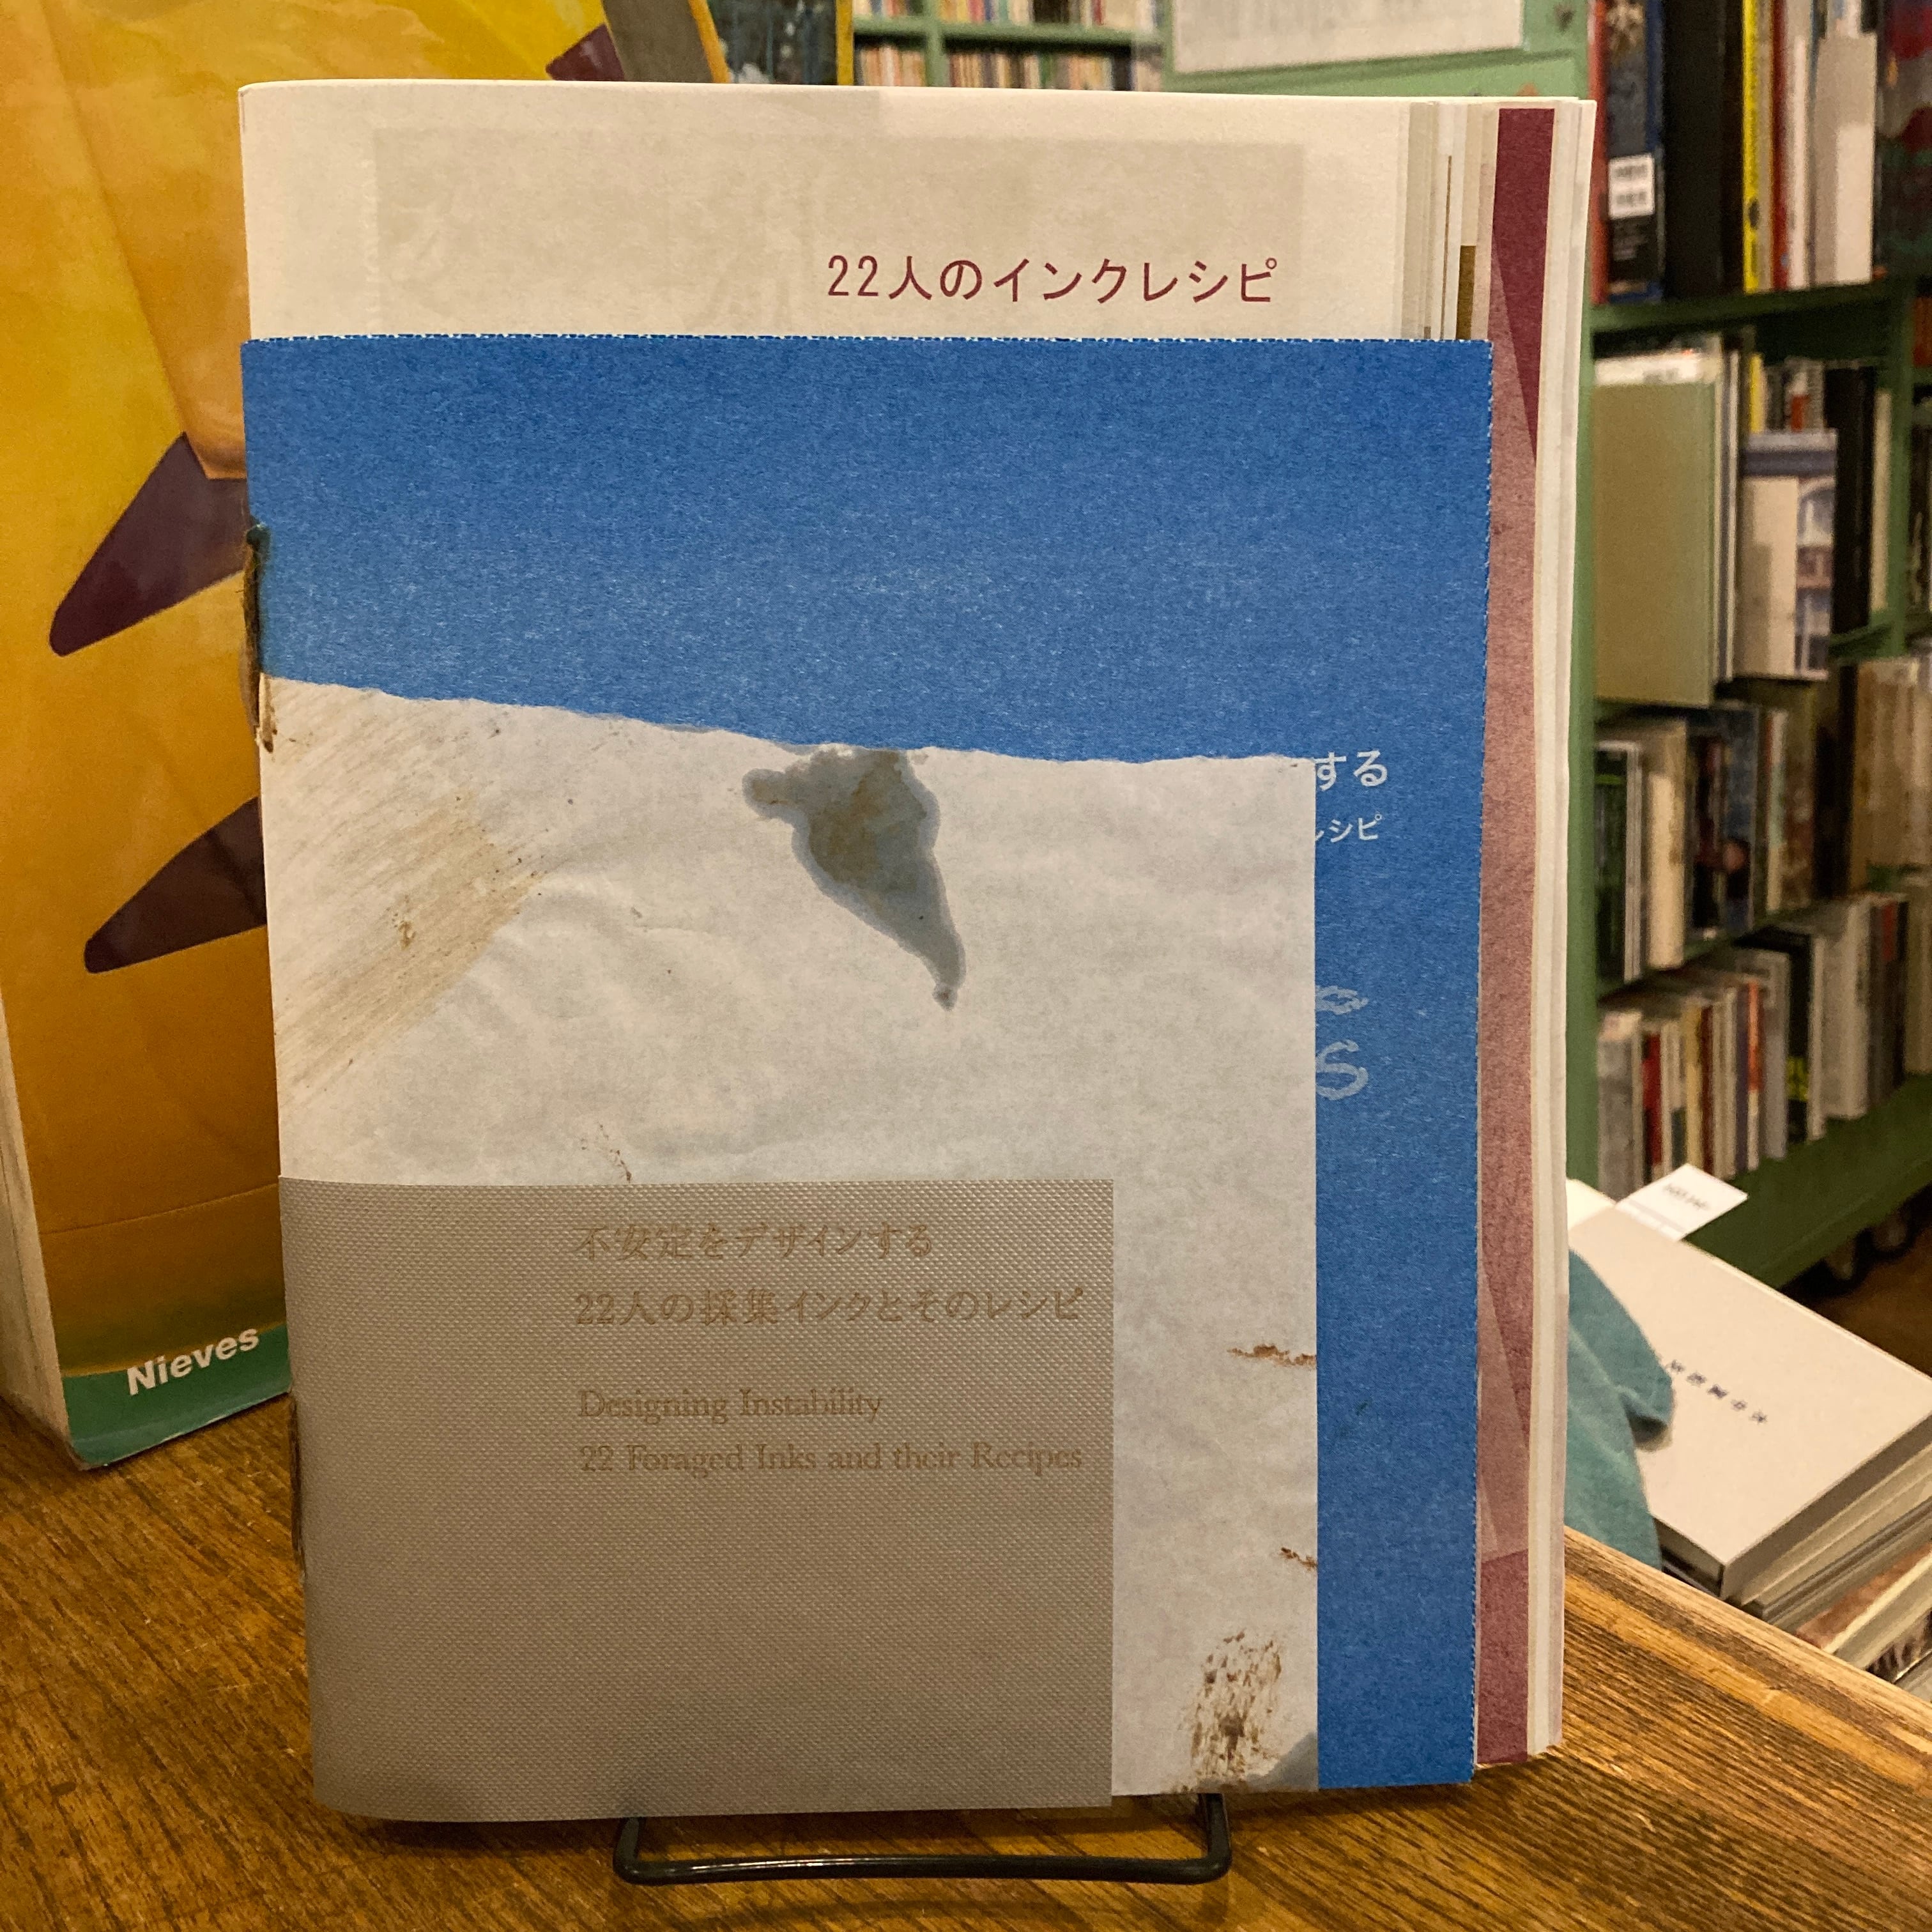 22人のインクレシピ
する
シピ
不安定をデザインする
22人の採集インクとそのレシピ
Designing Instability
22 Foraged Inks and their Recipes
Nieves